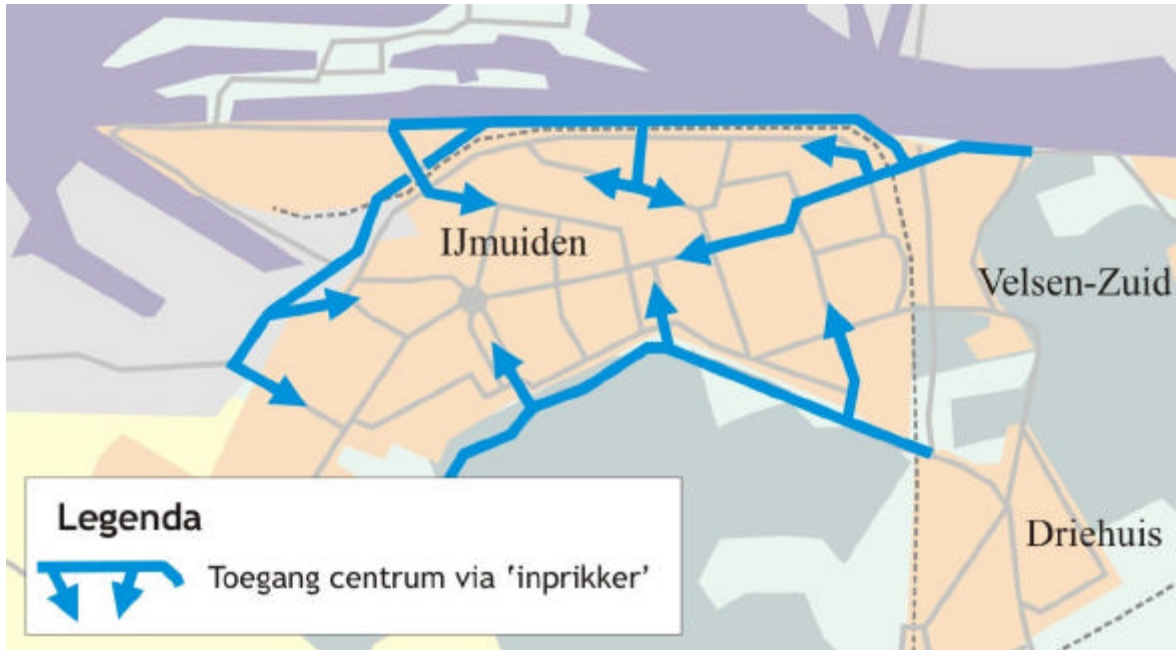 IJmuiden
Velsen-Zuid
Driehuis
Legenda
Toegang centrum via 'inprikker'